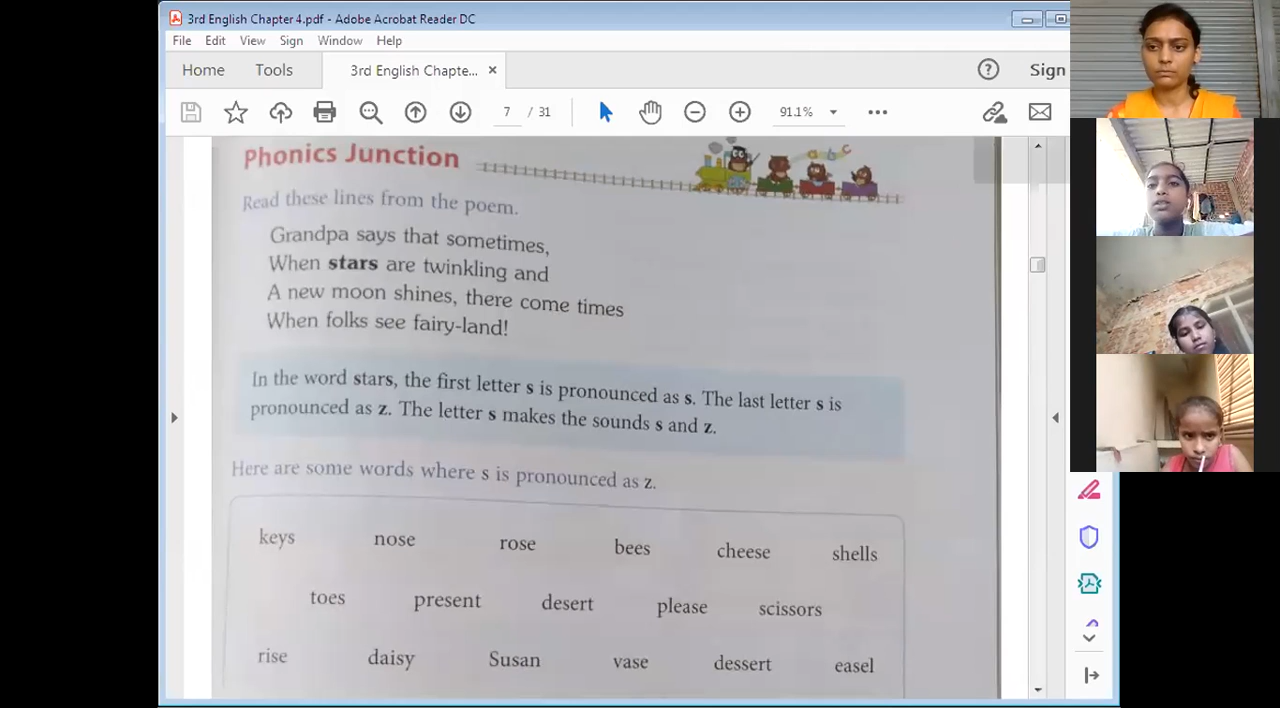 3rd English Chapter 4.pdf - Adobe Acrobat Reader DC
File Edit View Sign Window Help
Home Tools 3rd English Chapte... Sign
7 / 31 91.1%
Phonics Junction
a b c
Read these lines from the poem.
Grandpa says that sometimes,
When stars are twinkling and
A new moon shines, there come times
When folks see fairy-land!
In the word stars, the first letter s is pronounced as s. The last letter s is
pronounced as z. The letter s makes the sounds s and z.
Here are some words where s is pronounced as z.
keys nose rose bees cheese shells
toes present desert please scissors
rise daisy Susan vase dessert easel